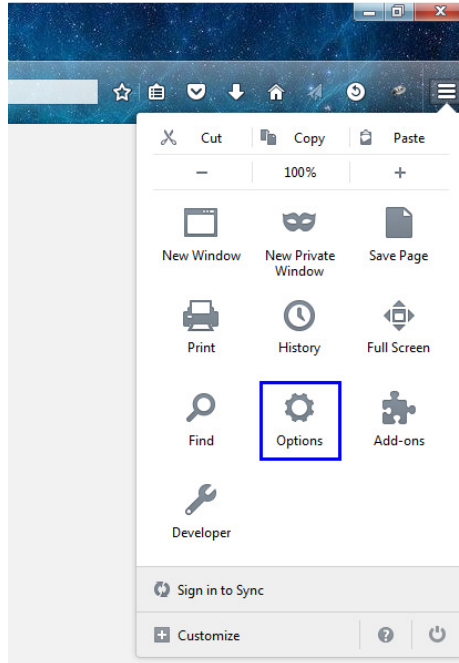 Cut Copy Paste
− 100% +
New Window New Private Window Save Page
Print History Full Screen
Find Options Add-ons
Developer
Sign in to Sync
Customize ?